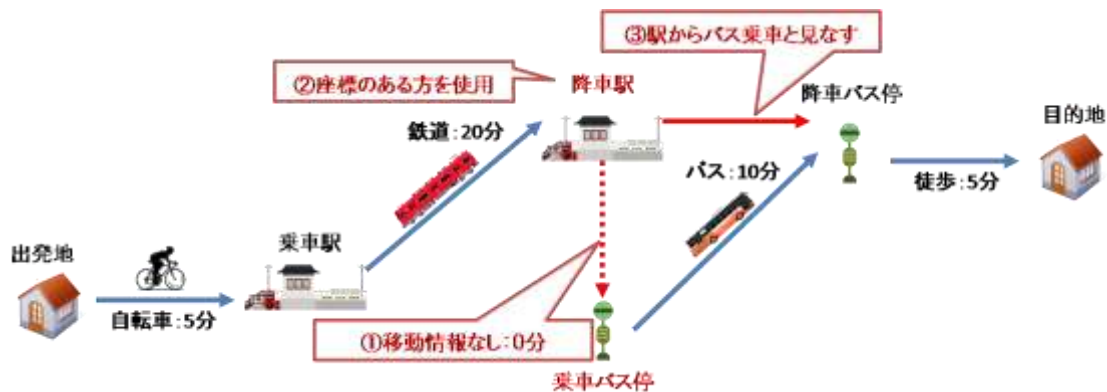 ③駅からバス乗車と見なす
②座標のある方を使用
降車駅
降車バス停
目的地
鉄道:20分
バス:10分
徒歩:5分
乗車駅
出発地
自転車:5分
①移動情報なし:0分
乗車バス停